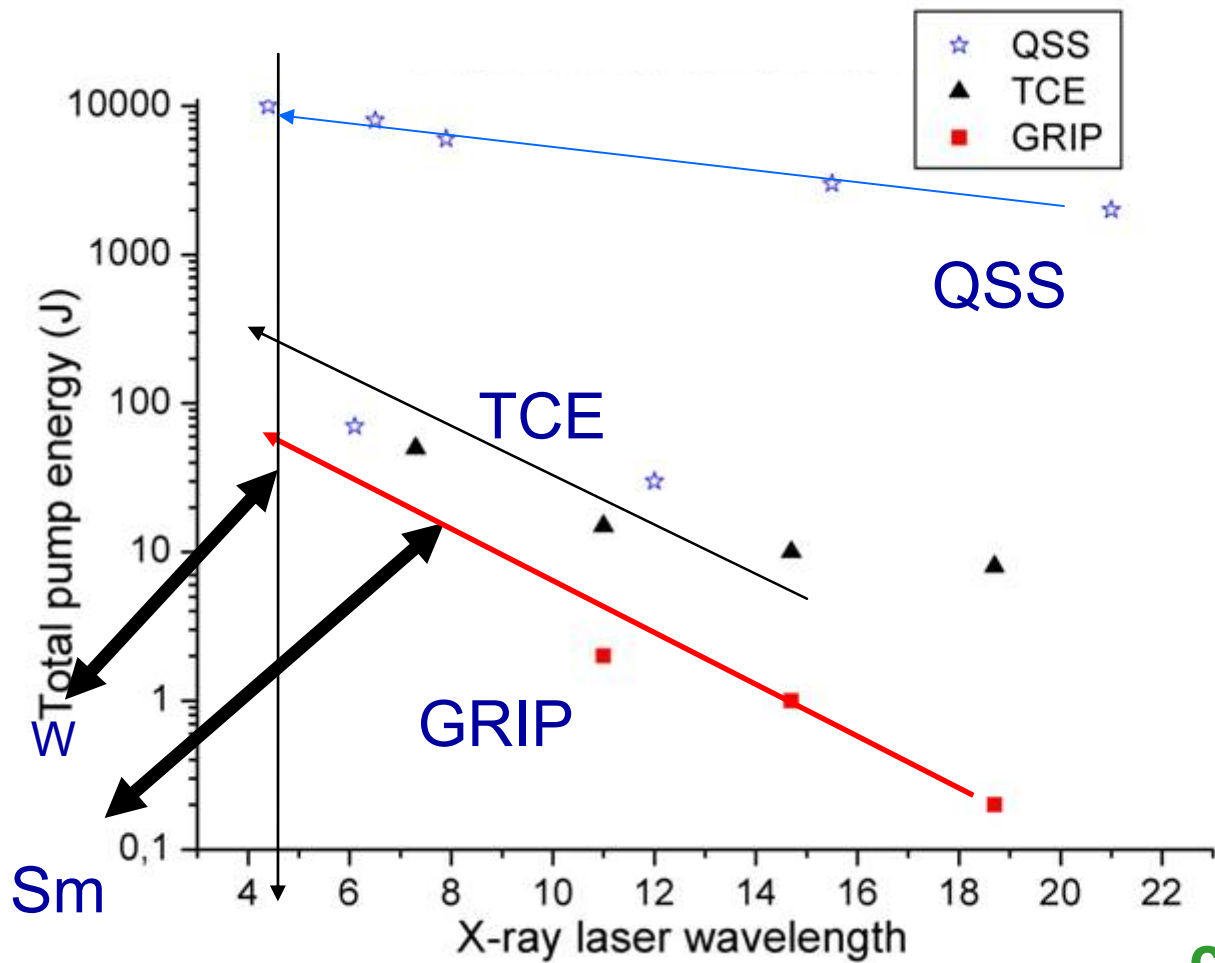 QSS
TCE
GRIP
10000
1000
100
10
1
0,1
Total pump energy (J)
QSS
TCE
GRIP
W
Sm
4 6 8 10 12 14 16 18 20 22
X-ray laser wavelength